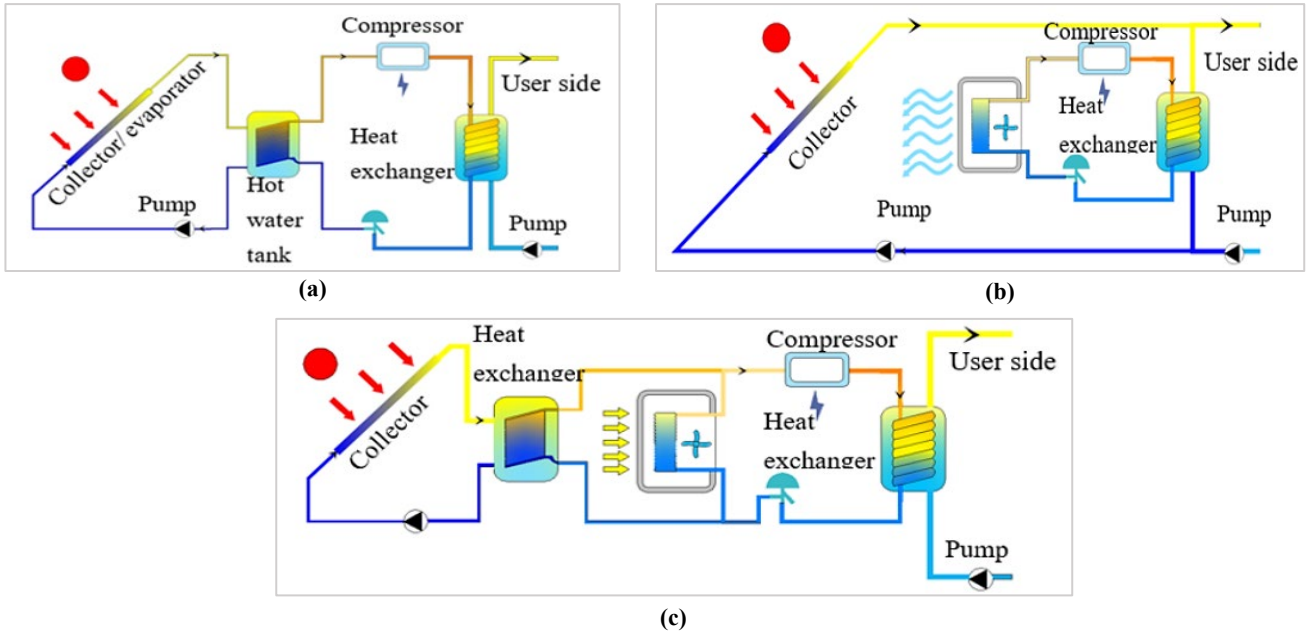 Compressor
User side
Collector/ evaporator
Heat
exchanger
Pump
Hot
water
tank
Pump
(a)
Compressor
User side
Collector
Heat
exchanger
Pump
Pump
(b)
Heat
exchanger
Compressor
User side
Collector
Heat
exchanger
Pump
(c)